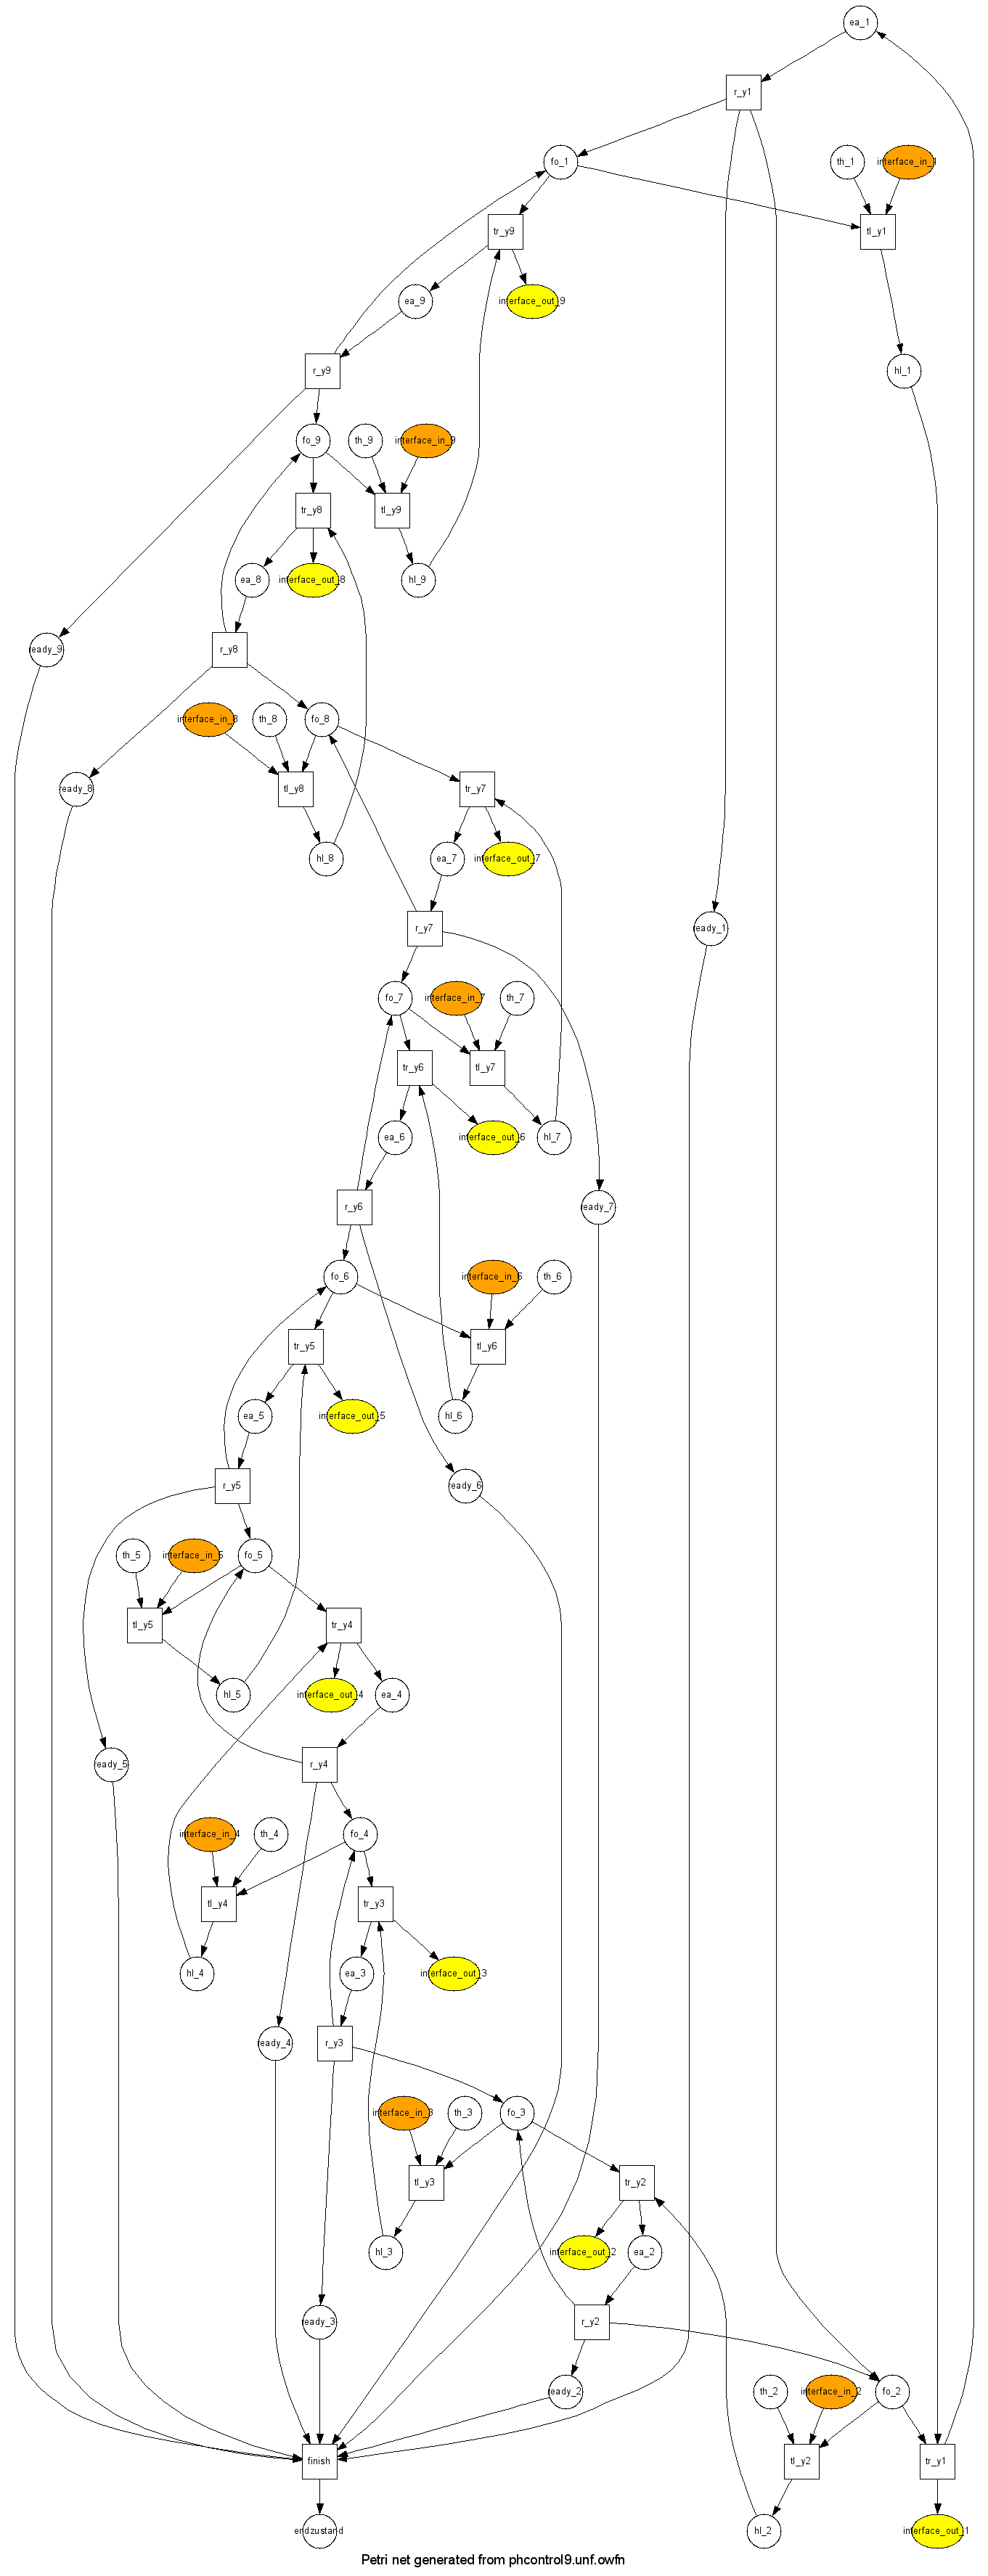 ea_1
r_y1
fo_1
th_1
interface_in_1
tr_y9
tl_y1
ea_9
interface_out_9
r_y9
hl_1
fo_9
th_9
interface_in_9
tr_y8
tl_y9
ea_8
interface_out_8
hl_9
ready_9
r_y8
interface_in_8
th_8
fo_8
ready_8
tl_y8
tr_y7
hl_8
ea_7
interface_out_7
r_y7
ready_1
fo_7
interface_in_7
th_7
tr_y6
tl_y7
ea_6
interface_out_6
hl_7
r_y6
ready_7
fo_6
interface_in_6
th_6
tr_y5
tl_y6
ea_5
interface_out_5
hl_6
r_y5
ready_6
th_5
interface_in_5
fo_5
tl_y5
tr_y4
hl_5
interface_out_4
ea_4
ready_5
r_y4
interface_in_4
th_4
fo_4
tl_y4
tr_y3
hl_4
ea_3
interface_out_3
ready_4
r_y3
interface_in_3
th_3
fo_3
tl_y3
tr_y2
hl_3
interface_out_2
ea_2
ready_3
r_y2
ready_2
th_2
interface_in_2
fo_2
finish
tl_y2
tr_y1
endzustand
hl_2
interface_out_1
Petri net generated from phcontrol9.unf.owfn